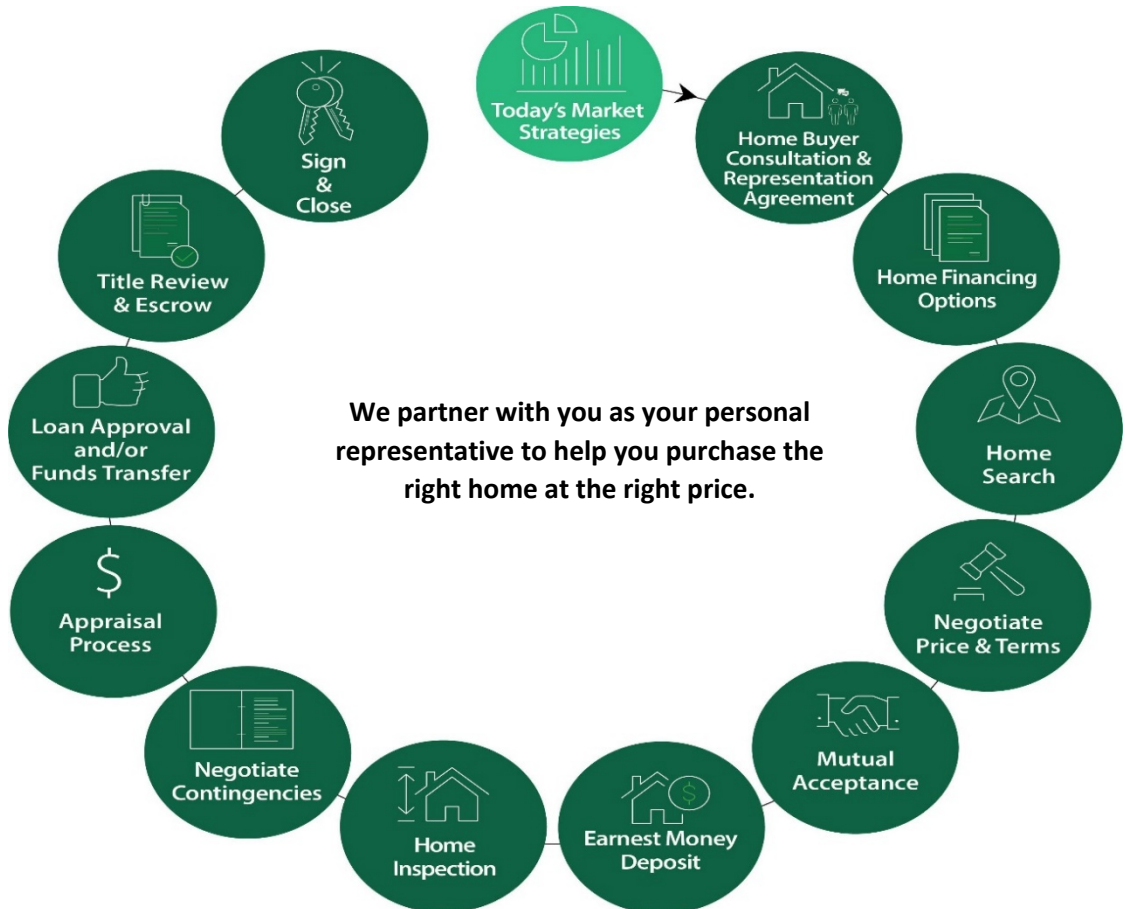 Today's Market
Strategies
Home Buyer
Consultation &
Representation
Agreement
Home Financing
Options
Home
Search
Negotiate
Price & Terms
Mutual
Acceptance
Earnest Money
Deposit
Home
Inspection
Negotiate
Contingencies
Appraisal
Process
Loan Approval
and/or
Funds Transfer
Title Review
& Escrow
Sign
&
Close
We partner with you as your personal
representative to help you purchase the
right home at the right price.
$
$